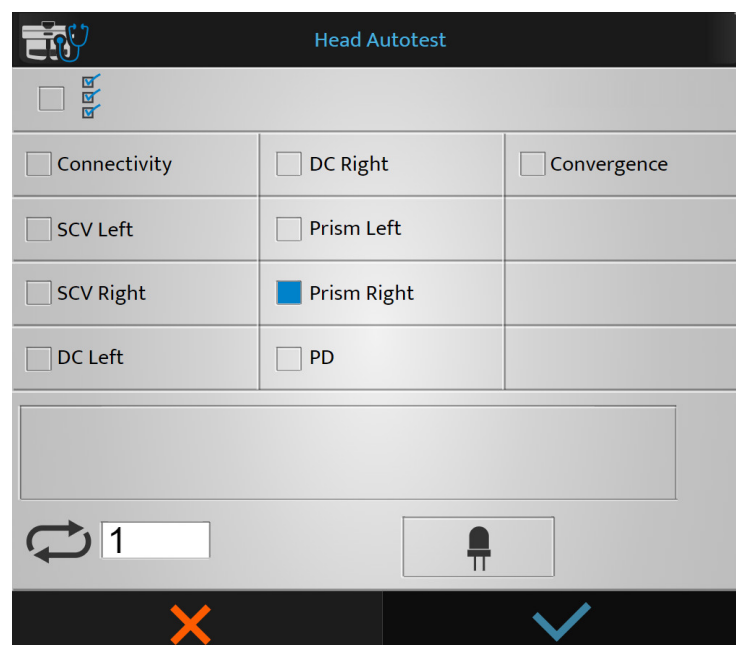 Head Autotest
Connectivity
DC Right
Convergence
SCV Left
Prism Left
SCV Right
Prism Right
DC Left
PD
1